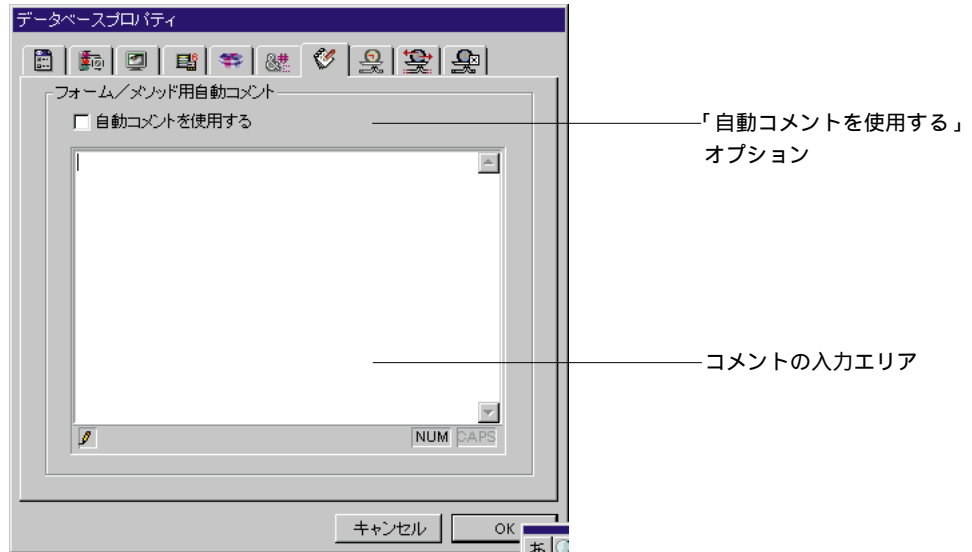 データベースプロパティ
フォーム／メソッド用自動コメント
自動コメントを使用する
「自動コメントを使用する」
オプション
コメントの入力エリア
NUM CAPS
キャンセル OK
あ